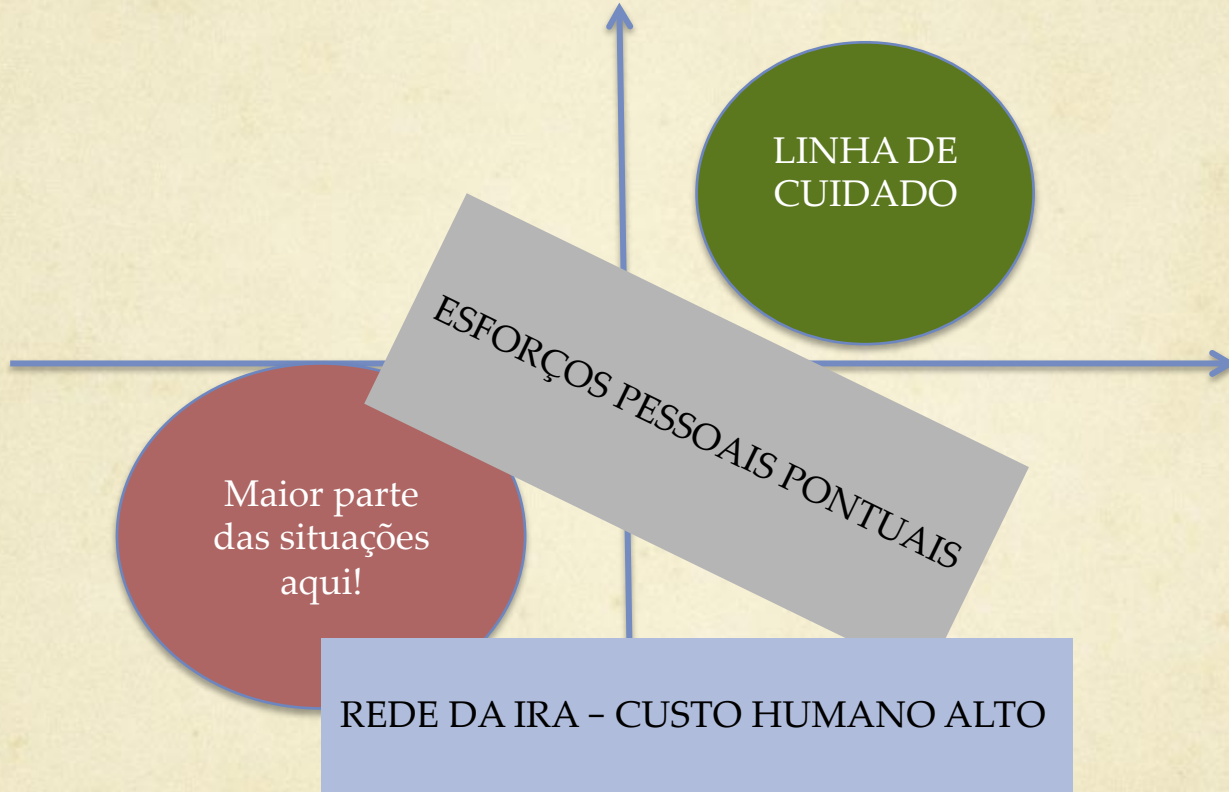 LINHA DE
CUIDADO
ESFORÇOS PESSOAIS PONTUAIS
Maior parte
das situações
aqui!
REDE DA IRA – CUSTO HUMANO ALTO